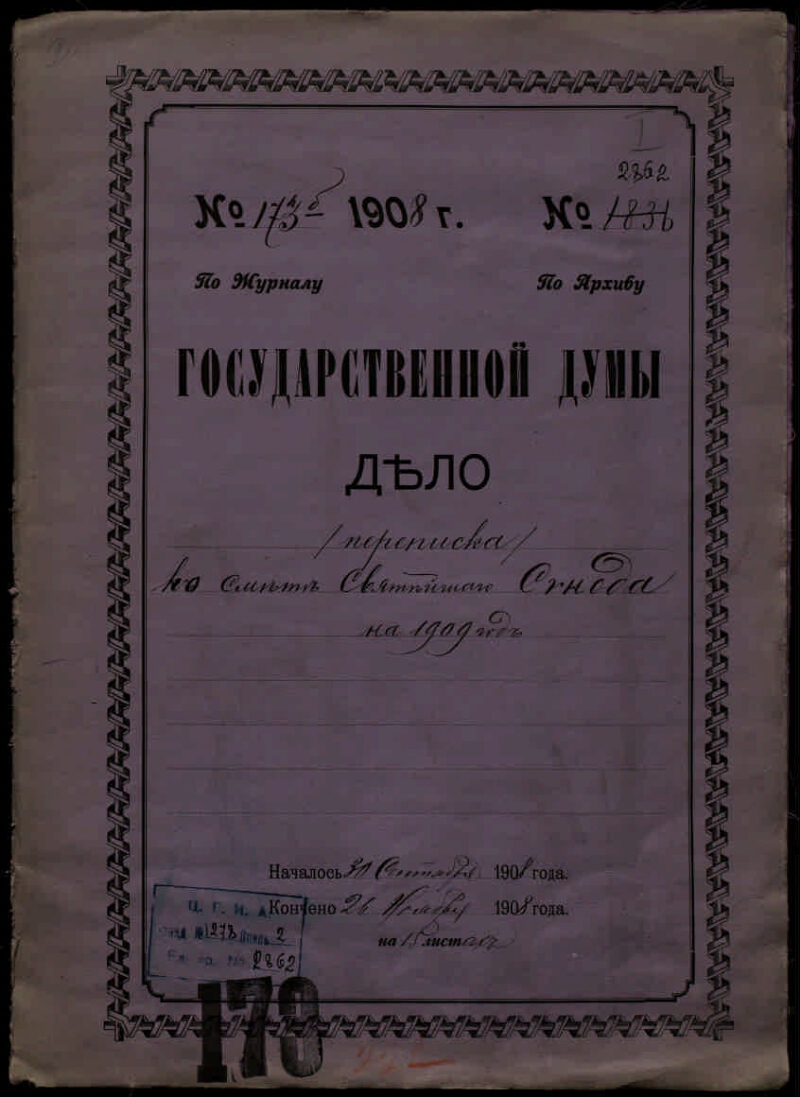 I
2862
№ 173 1908 г. № 1836
По Журналу По Архиву
ГОСУДАРСТВЕННОЙ ДУМЫ
ДѢЛО
/переписка/
по смѣтѣ Святѣйшаго Сѵнода
на 1909 годъ
Началось 30 Сентября 1908 года.
Кончено 26 Ноября 1908 года.
на 15 листахъ
Ц. Г. И. А.
Фонд № 1278 Опись 2
Ед. хр. № 2862
173